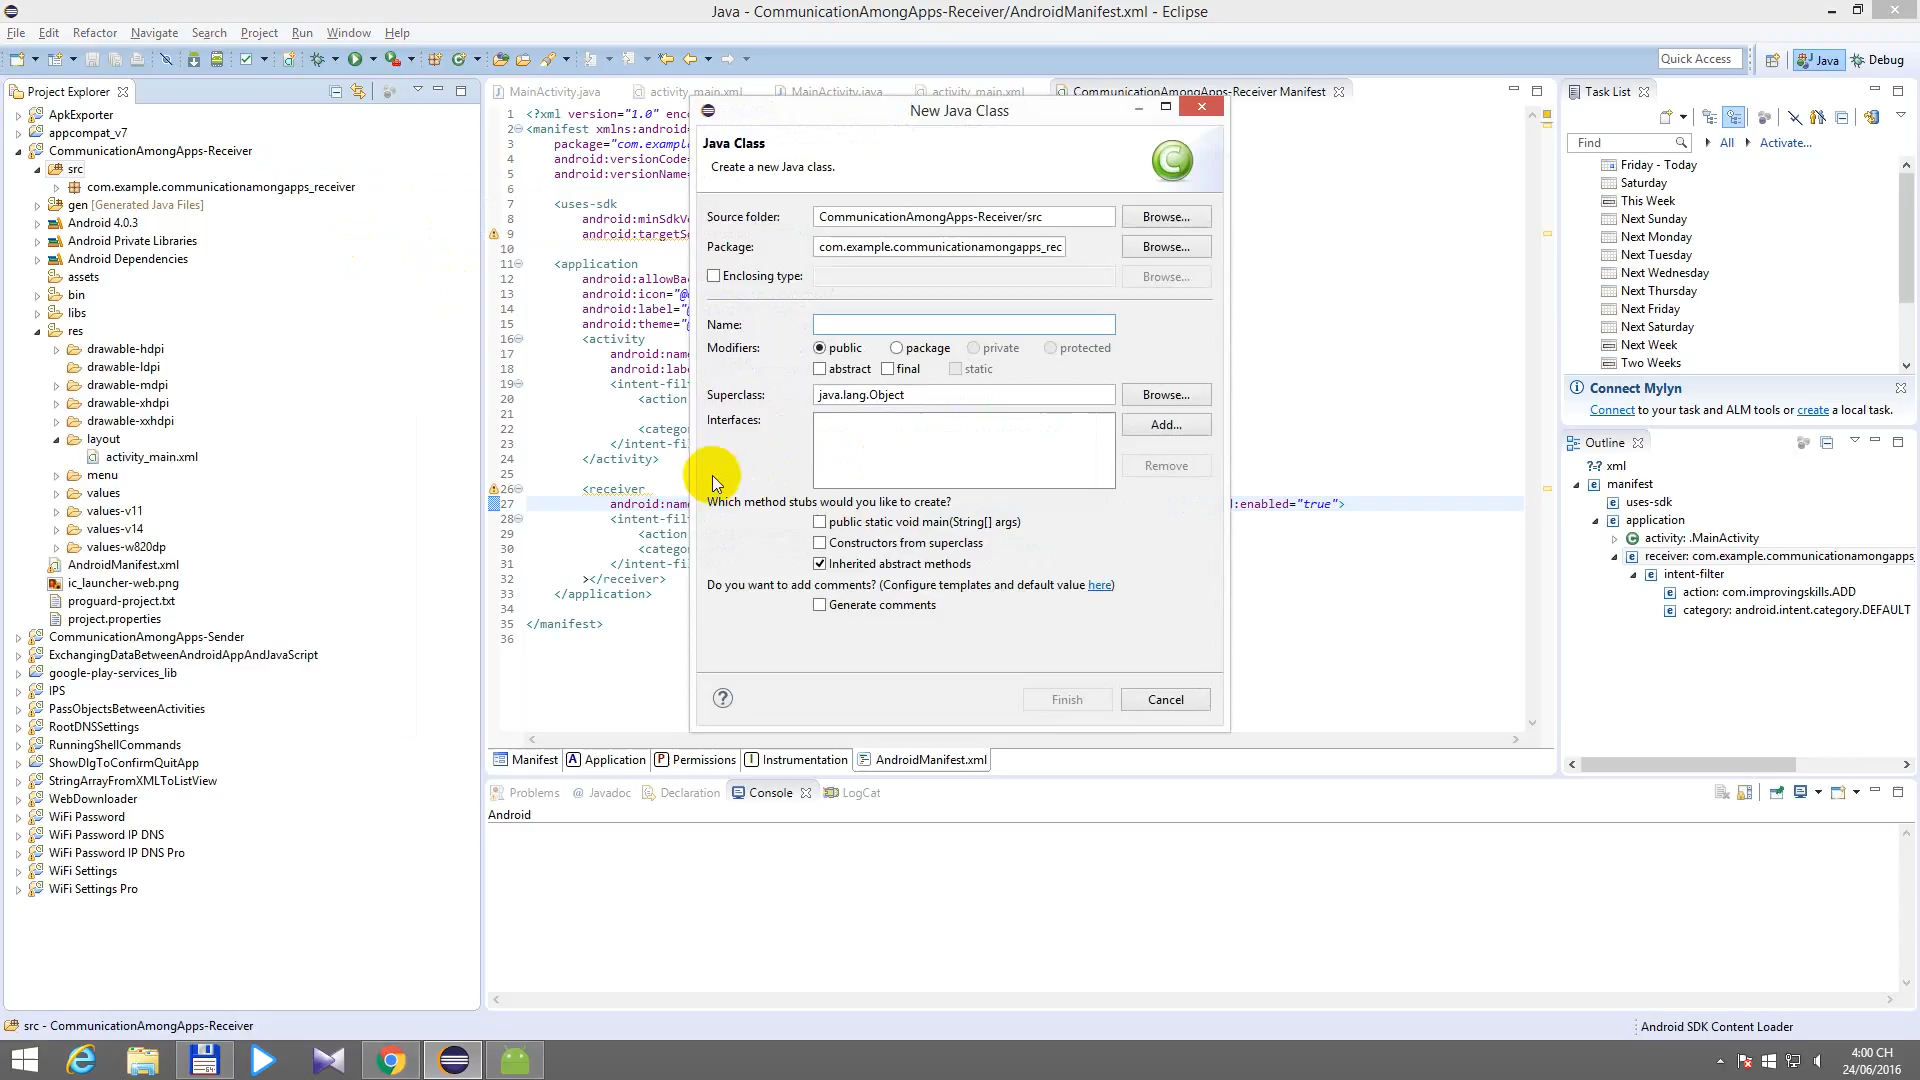 Java - CommunicationAmongApps-Receiver/AndroidManifest.xml - Eclipse
File Edit Refactor Navigate Search Project Run Window Help
Quick Access
Java
Debug
Project Explorer
ApkExporter
appcompat_v7
CommunicationAmongApps-Receiver
src
com.example.communicationamongapps_receiver
gen [Generated Java Files]
Android 4.0.3
Android Private Libraries
Android Dependencies
assets
bin
libs
res
drawable-hdpi
drawable-ldpi
drawable-mdpi
drawable-xhdpi
drawable-xxhdpi
layout
activity_main.xml
menu
values
values-v11
values-v14
values-w820dp
AndroidManifest.xml
ic_launcher-web.png
proguard-project.txt
project.properties
CommunicationAmongApps-Sender
ExchangingDataBetweenAndroidAppAndJavaScript
google-play-services_lib
IPS
PassObjectsBetweenActivities
RootDNSSettings
RunningShellCommands
ShowDlgToConfirmQuitApp
StringArrayFromXMLToListView
WebDownloader
WiFi Password
WiFi Password IP DNS
WiFi Password IP DNS Pro
WiFi Settings
WiFi Settings Pro
MainActivity.java activity_main.xml MainActivity.java activity_main.xml CommunicationAmongApps-Receiver Manifest
1 <?xml version="1.0" enc
2 <manifest xmlns:android=
3 package="com.exampl
4 android:versionCode=
5 android:versionName=
6
7 <uses-sdk
8 android:minSdkV
9 android:targetS
10
11 <application
12 android:allowBa
13 android:icon="@
14 android:label="
15 android:theme="
16 <activity
17 android:nam
18 android:lab
19 <intent-fil
20 <action
21
22 <catego
23 </intent-fi
24 </activity>
25
26 <receiver
27 android:nam d:enabled="true">
28 <intent-fil
29 <action
30 <catego
31 </intent-fi
32 ></receiver>
33 </application>
34
35 </manifest>
36
New Java Class
Java Class
Create a new Java class.
Source folder: CommunicationAmongApps-Receiver/src Browse...
Package: com.example.communicationamongapps_rec Browse...
Enclosing type: Browse...
Name:
Modifiers: public package private protected
abstract final static
Superclass: java.lang.Object Browse...
Interfaces: Add...
Remove
Which method stubs would you like to create?
public static void main(String[] args)
Constructors from superclass
Inherited abstract methods
Do you want to add comments? (Configure templates and default value here)
Generate comments
Finish Cancel
Manifest Application Permissions Instrumentation AndroidManifest.xml
Problems Javadoc Declaration Console LogCat
Android
Task List
Find All Activate...
Friday - Today
Saturday
This Week
Next Sunday
Next Monday
Next Tuesday
Next Wednesday
Next Thursday
Next Friday
Next Saturday
Next Week
Two Weeks
Connect Mylyn
Connect to your task and ALM tools or create a local task.
Outline
xml
manifest
uses-sdk
application
activity: .MainActivity
receiver: com.example.communicationamongapps_
intent-filter
action: com.improvingskills.ADD
category: android.intent.category.DEFAULT
src - CommunicationAmongApps-Receiver
Android SDK Content Loader
4:00 CH
24/06/2016